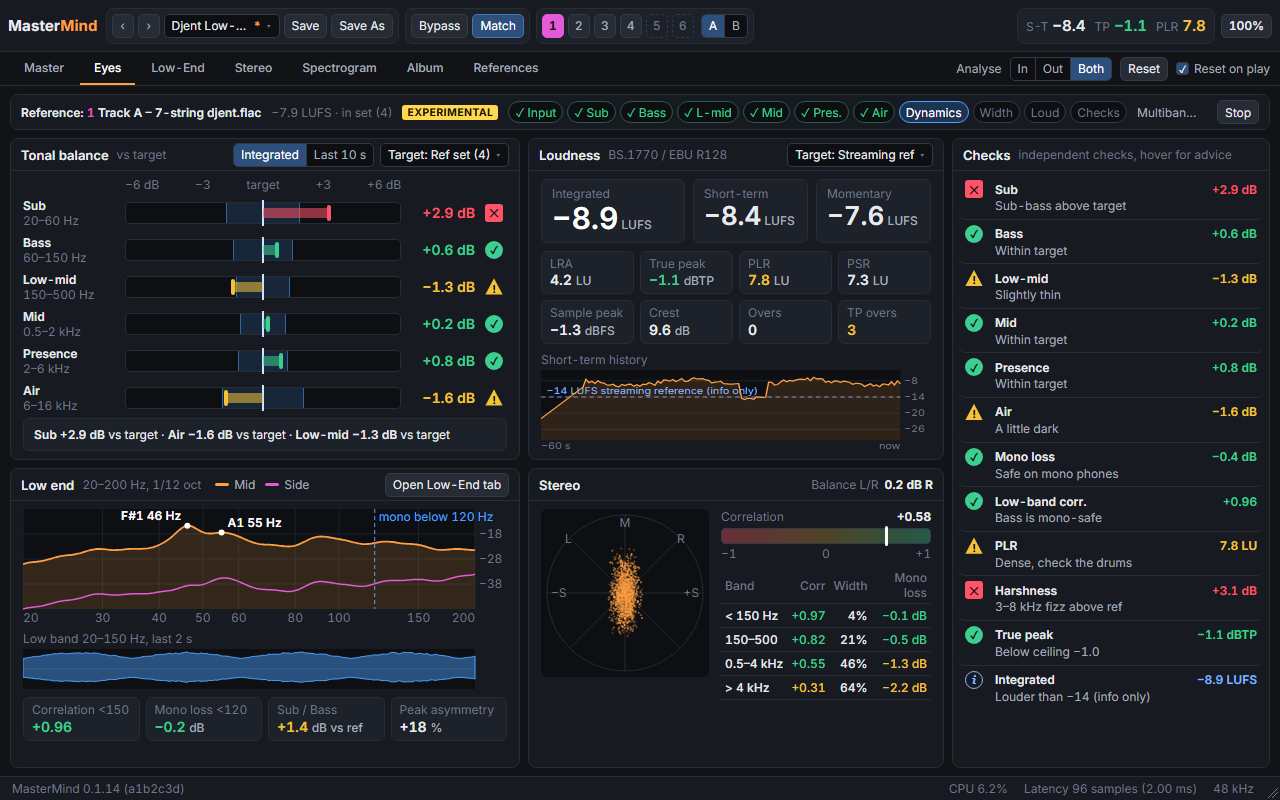 MasterMind ‹ › Djent Low-... * Save Save As Bypass Match 1 2 3 4 5 6 A B S-T −8.4 TP −1.1 PLR 7.8 100%
Master Eyes Low-End Stereo Spectrogram Album References Analyse In Out Both Reset ✓ Reset on play
Reference: 1 Track A – 7-string djent.flac −7.9 LUFS · in set (4) EXPERIMENTAL ✓ Input ✓ Sub ✓ Bass ✓ L-mid ✓ Mid ✓ Pres. ✓ Air Dynamics Width Loud Checks Multiban... Stop
Tonal balance vs target Integrated Last 10 s Target: Ref set (4)
−6 dB −3 target +3 +6 dB
Sub
20–60 Hz
+2.9 dB
Bass
60–150 Hz
+0.6 dB
Low-mid
150–500 Hz
−1.3 dB
Mid
0.5–2 kHz
+0.2 dB
Presence
2–6 kHz
+0.8 dB
Air
6–16 kHz
−1.6 dB
Sub +2.9 dB vs target · Air −1.6 dB vs target · Low-mid −1.3 dB vs target
Loudness BS.1770 / EBU R128 Target: Streaming ref
Integrated
−8.9 LUFS
Short-term
−8.4 LUFS
Momentary
−7.6 LUFS
LRA
4.2 LU
True peak
−1.1 dBTP
PLR
7.8 LU
PSR
7.3 LU
Sample peak
−1.3 dBFS
Crest
9.6 dB
Overs
0
TP overs
3
Short-term history
−14 LUFS streaming reference (info only)
−8
−14
−20
−26
−60 s now
Checks independent checks, hover for advice
Sub +2.9 dB
Sub-bass above target
Bass +0.6 dB
Within target
Low-mid −1.3 dB
Slightly thin
Mid +0.2 dB
Within target
Presence +0.8 dB
Within target
Air −1.6 dB
A little dark
Mono loss −0.4 dB
Safe on mono phones
Low-band corr. +0.96
Bass is mono-safe
PLR 7.8 LU
Dense, check the drums
Harshness +3.1 dB
3–8 kHz fizz above ref
True peak −1.1 dBTP
Below ceiling −1.0
Integrated −8.9 LUFS
Louder than −14 (info only)
Low end 20–200 Hz, 1/12 oct Mid Side Open Low-End tab
F#1 46 Hz A1 55 Hz mono below 120 Hz
−18
−28
−38
20 30 40 50 60 80 100 150 200
Low band 20–150 Hz, last 2 s
Correlation <150
+0.96
Mono loss <120
−0.2 dB
Sub / Bass
+1.4 dB vs ref
Peak asymmetry
+18 %
Stereo Balance L/R 0.2 dB R
M
L R
−S +S
Correlation +0.58
−1 0 +1
Band Corr Width Mono loss
< 150 Hz +0.97 4% −0.1 dB
150–500 +0.82 21% −0.5 dB
0.5–4 kHz +0.55 46% −1.3 dB
> 4 kHz +0.31 64% −2.2 dB
MasterMind 0.1.14 (a1b2c3d) CPU 6.2% Latency 96 samples (2.00 ms) 48 kHz